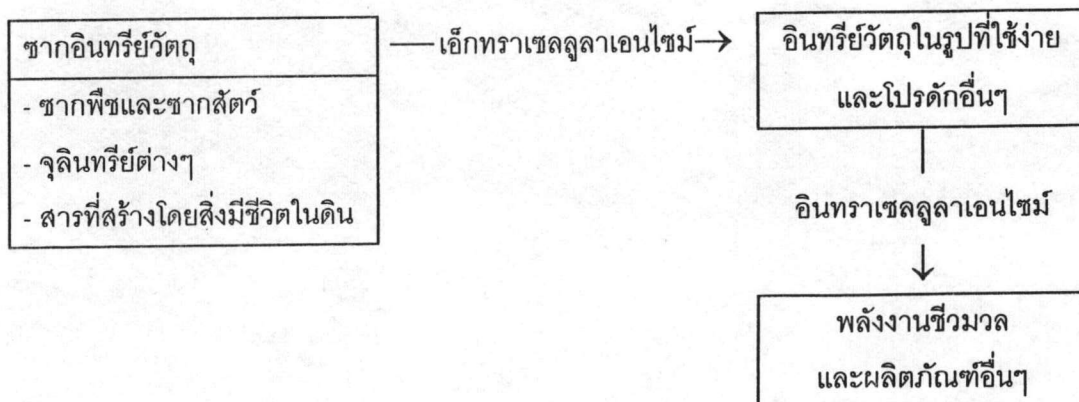 ซากอินทรีย์วัตถุ
- ซากพืชและซากสัตว์
- จุลินทรีย์ต่างๆ
- สารที่สร้างโดยสิ่งมีชีวิตในดิน
เอ็กทราเซลลูลาเอนไซม์
อินทรีย์วัตถุในรูปที่ใช้ง่าย
และโปรดักอื่นๆ
อินทราเซลลูลาเอนไซม์
พลังงานชีวมวล
และผลิตภัณฑ์อื่นๆ